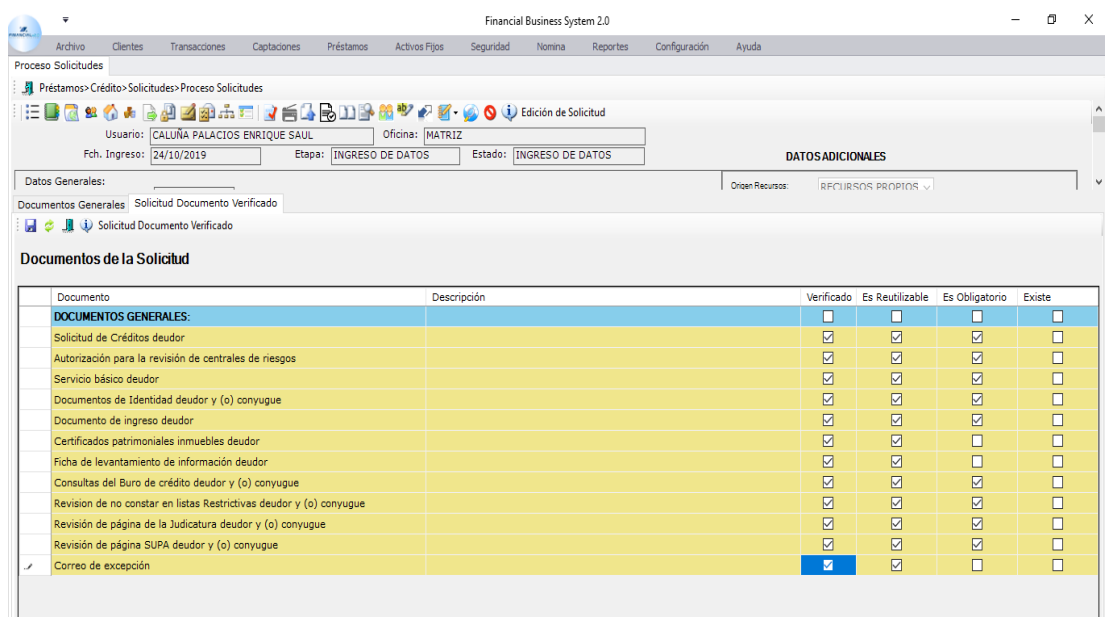 Financial Business System 2.0
Archivo Clientes Transacciones Captaciones Préstamos Activos Fijos Seguridad Nomina Reportes Configuración Ayuda
Proceso Solicitudes
Préstamos>Crédito>Solicitudes>Proceso Solicitudes
Edición de Solicitud
Usuario: CALUÑA PALACIOS ENRIQUE SAUL Oficina: MATRIZ
Fch. Ingreso: 24/10/2019 Etapa: INGRESO DE DATOS Estado: INGRESO DE DATOS DATOS ADICIONALES
Datos Generales: Origen Recursos: RECURSOS PROPIOS
Documentos Generales Solicitud Documento Verificado
Solicitud Documento Verificado
Documentos de la Solicitud
Documento Descripción Verificado Es Reutilizable Es Obligatorio Existe
DOCUMENTOS GENERALES:
Solicitud de Créditos deudor
Autorización para la revisión de centrales de riesgos
Servicio básico deudor
Documentos de Identidad deudor y (o) conyugue
Documento de ingreso deudor
Certificados patrimoniales inmuebles deudor
Ficha de levantamiento de información deudor
Consultas del Buro de crédito deudor y (o) conyugue
Revision de no constar en listas Restrictivas deudor y (o) conyugue
Revisión de página de la Judicatura deudor y (o) conyugue
Revisión de página SUPA deudor y (o) conyugue
Correo de excepción